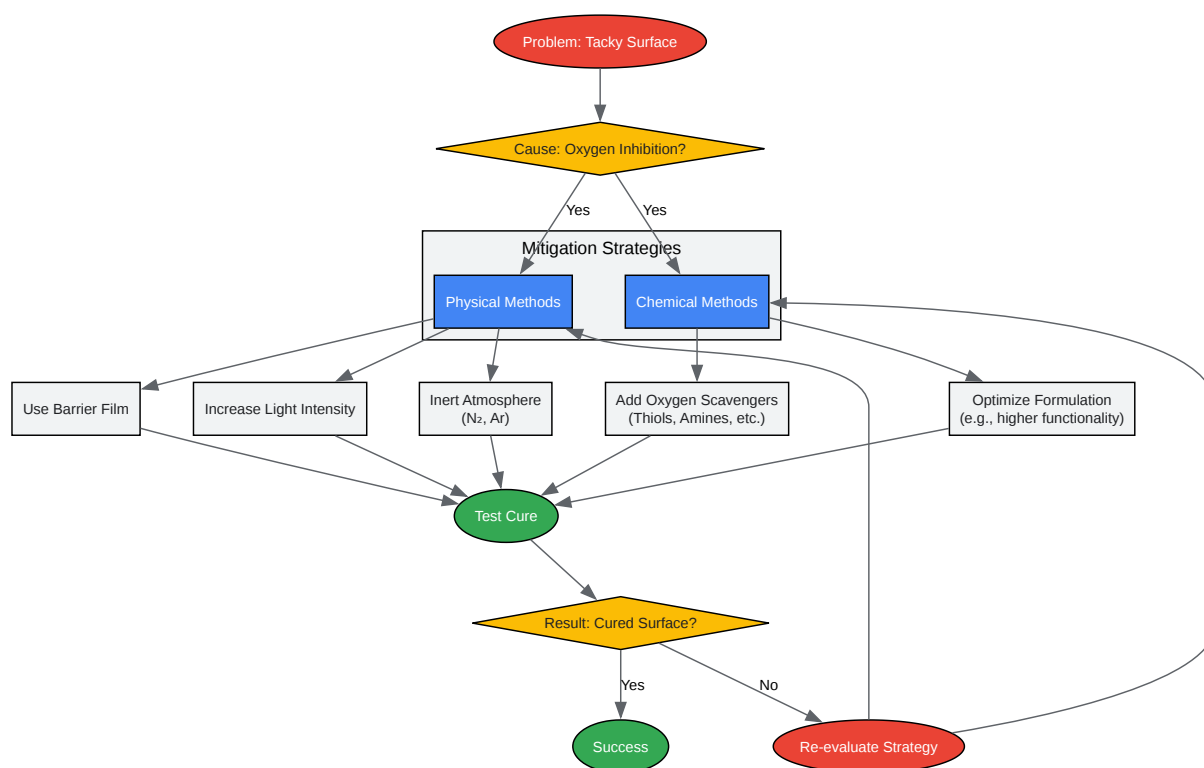 Problem: Tacky Surface
Cause: Oxygen Inhibition?
Yes
Yes
Mitigation Strategies
Physical Methods
Chemical Methods
Use Barrier Film
Increase Light Intensity
Inert Atmosphere
(N₂, Ar)
Add Oxygen Scavengers
(Thiols, Amines, etc.)
Optimize Formulation
(e.g., higher functionality)
Test Cure
Result: Cured Surface?
Yes
No
Success
Re-evaluate Strategy